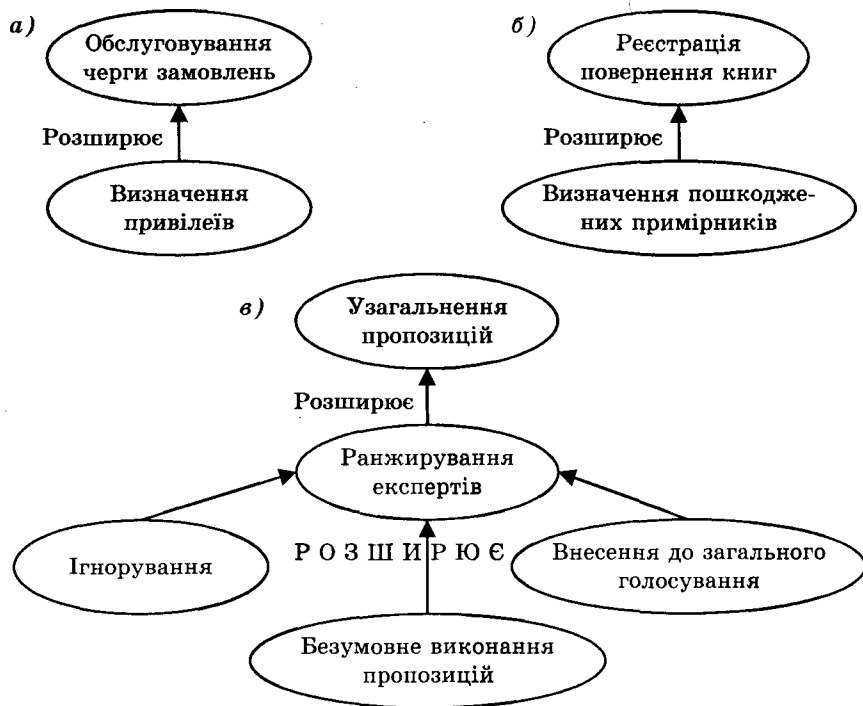 а)
Обслуговування
черги замовлень
Розширює
Визначення
привілеїв
б)
Реєстрація
повернення книг
Розширює
Визначення пошкодже-
них примірників
в)
Узагальнення
пропозицій
Розширює
Ранжирування
експертів
Ігнорування
РОЗШИРЮЄ
Внесення до загального
голосування
Безумовне виконання
пропозицій